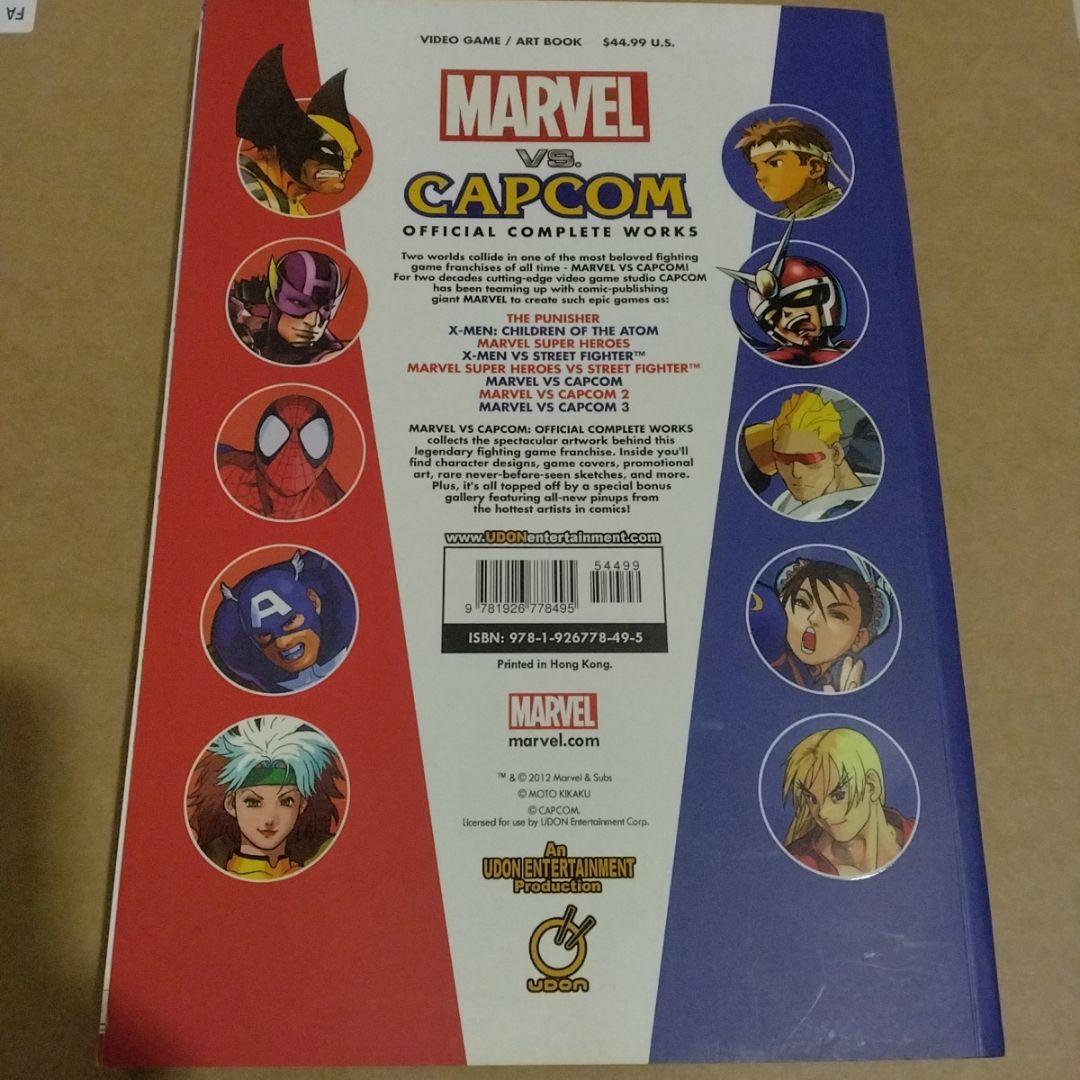 FA
VIDEO GAME / ART BOOK $44.99 U.S.
MARVEL
VS.
CAPCOM
OFFICIAL COMPLETE WORKS
Two worlds collide in one of the most beloved fighting
game franchises of all time - MARVEL VS CAPCOM!
For two decades cutting-edge video game studio CAPCOM
has been teaming up with comic-publishing
giant MARVEL to create such epic games as:
THE PUNISHER
X-MEN: CHILDREN OF THE ATOM
MARVEL SUPER HEROES
X-MEN VS STREET FIGHTER™
MARVEL SUPER HEROES VS STREET FIGHTER™
MARVEL VS CAPCOM
MARVEL VS CAPCOM 2
MARVEL VS CAPCOM 3
MARVEL VS CAPCOM: OFFICIAL COMPLETE WORKS
collects the spectacular artwork behind this
legendary fighting game franchise. Inside you'll
find character designs, game covers, promotional
art, rare never-before-seen sketches, and more.
Plus, it's all topped off by a special bonus
gallery featuring all-new pinups from
the hottest artists in comics!
www.UDONentertainment.com
54499
9 781926 778495
ISBN: 978-1-926778-49-5
Printed in Hong Kong.
MARVEL
marvel.com
™ & © 2012 Marvel & Subs
© MOTO KIKAKU
© CAPCOM.
Licensed for use by UDON Entertainment Corp.
An
UDON ENTERTAINMENT
Production
UDON
A